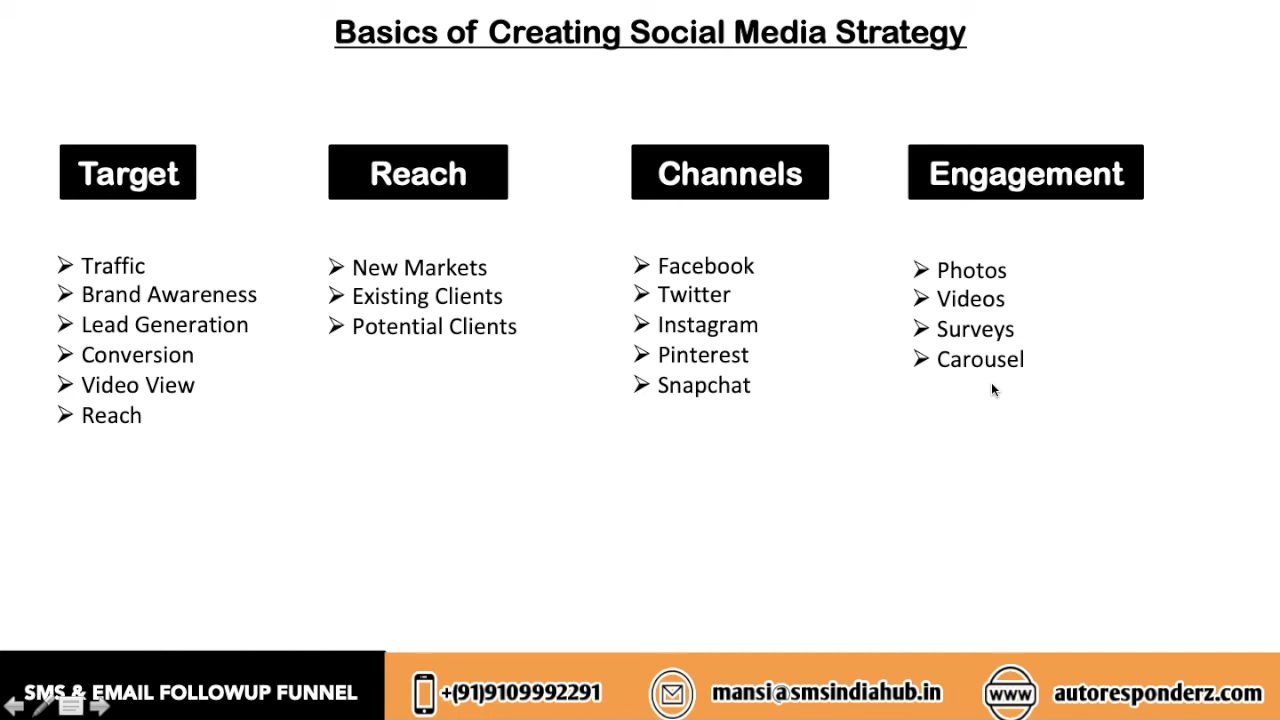 Basics of Creating Social Media Strategy
Target
Traffic
Brand Awareness
Lead Generation
Conversion
Video View
Reach
Reach
New Markets
Existing Clients
Potential Clients
Channels
Facebook
Twitter
Instagram
Pinterest
Snapchat
Engagement
Photos
Videos
Surveys
Carousel
SMS & EMAIL FOLLOWUP FUNNEL
+(91)9109992291
mansi@smsindiahub.in
www
autoresponderz.com